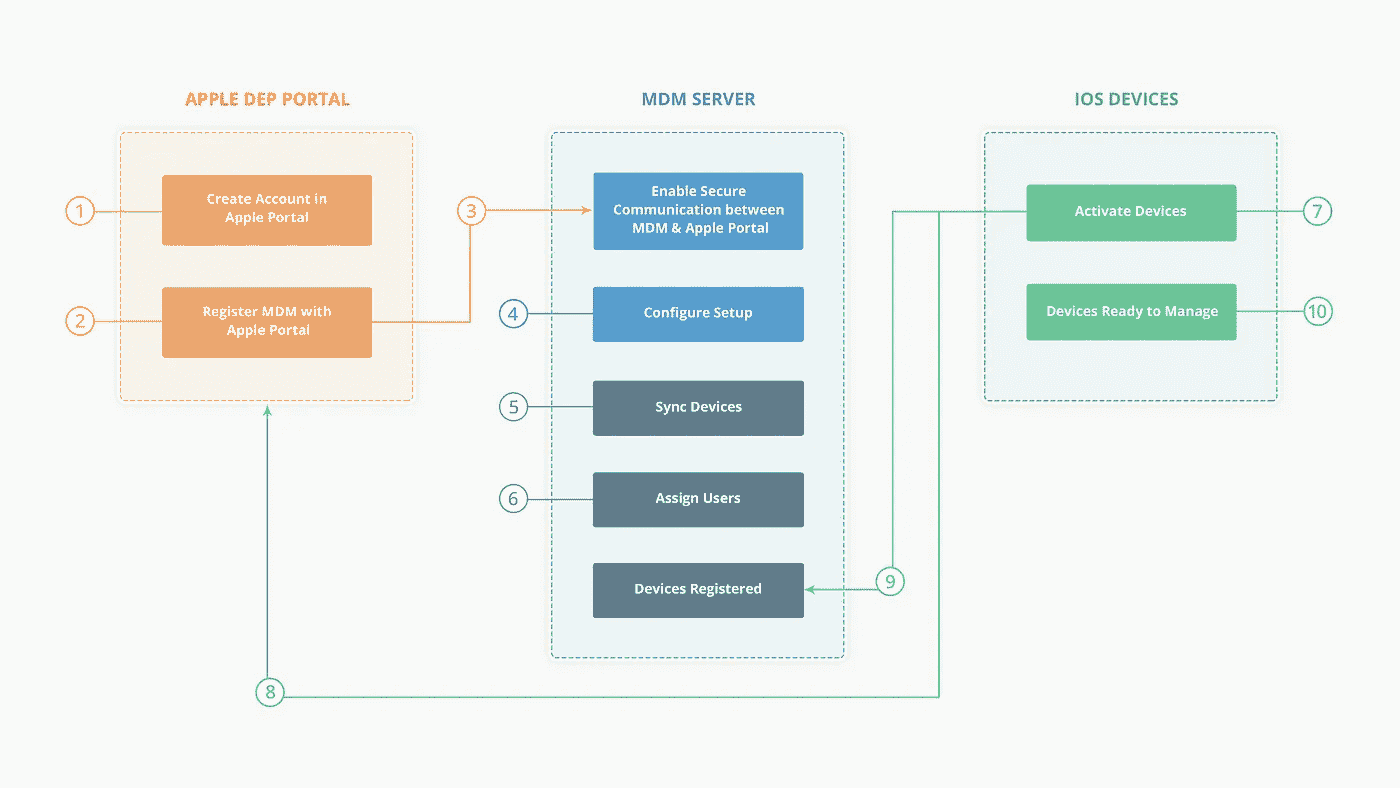 APPLE DEP PORTAL
1
Create Account in
Apple Portal
2
Register MDM with
Apple Portal
MDM SERVER
3
Enable Secure
Communication between
MDM & Apple Portal
4
Configure Setup
5
Sync Devices
6
Assign Users
Devices Registered
IOS DEVICES
Activate Devices
7
Devices Ready to Manage
10
9
8